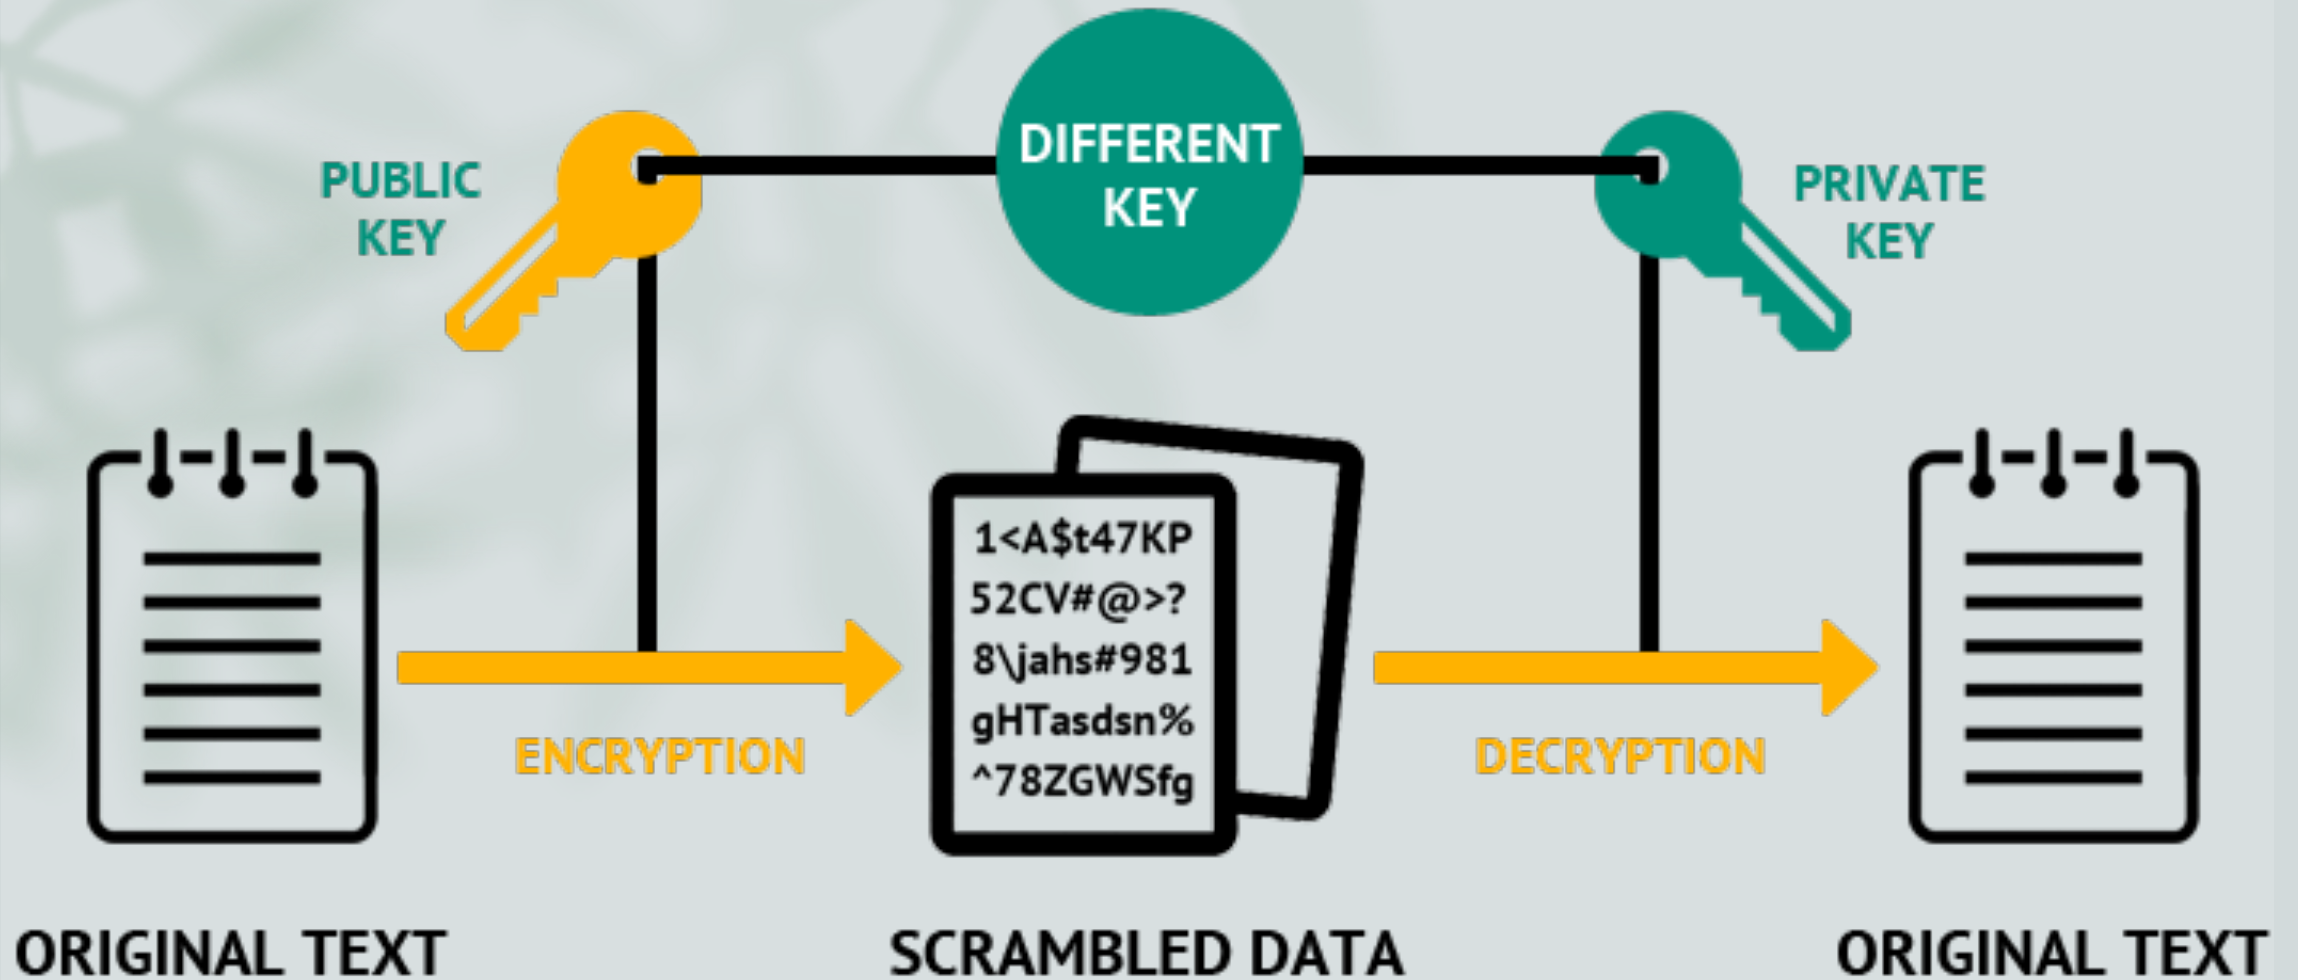 DIFFERENT
KEY
PUBLIC
KEY
PRIVATE
KEY
1<A$t47KP
52CV#@>?
8\jahs#981
gHTasdsn%
^78ZGWSfg
ENCRYPTION
DECRYPTION
ORIGINAL TEXT
SCRAMBLED DATA
ORIGINAL TEXT